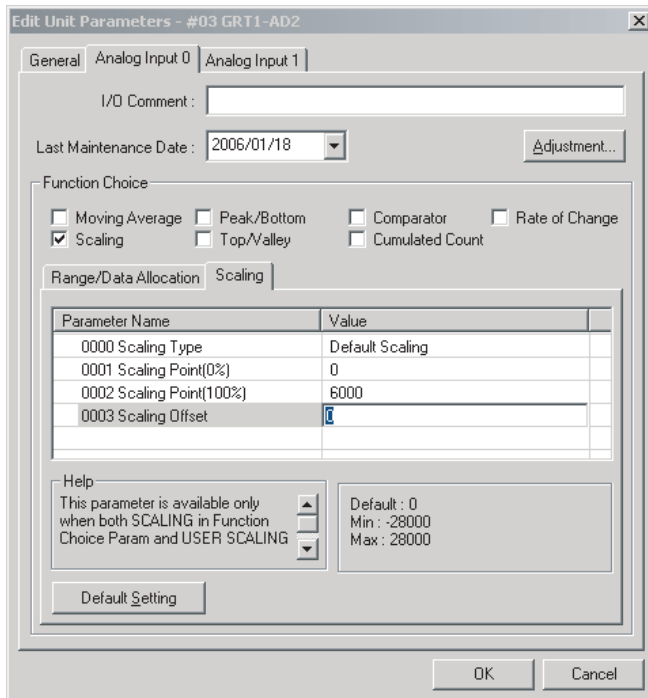 Edit Unit Parameters - #03 GRT1-AD2
General Analog Input 0 Analog Input 1
I/O Comment :
Last Maintenance Date : 2006/01/18 Adjustment...
Function Choice
Moving Average Peak/Bottom Comparator Rate of Change
Scaling Top/Valley Cumulated Count
Range/Data Allocation Scaling
Parameter Name Value
0000 Scaling Type Default Scaling
0001 Scaling Point(0%) 0
0002 Scaling Point(100%) 6000
0003 Scaling Offset 0
Help
This parameter is available only
when both SCALING in Function
Choice Param and USER SCALING
Default : 0
Min : -28000
Max : 28000
Default Setting
OK Cancel